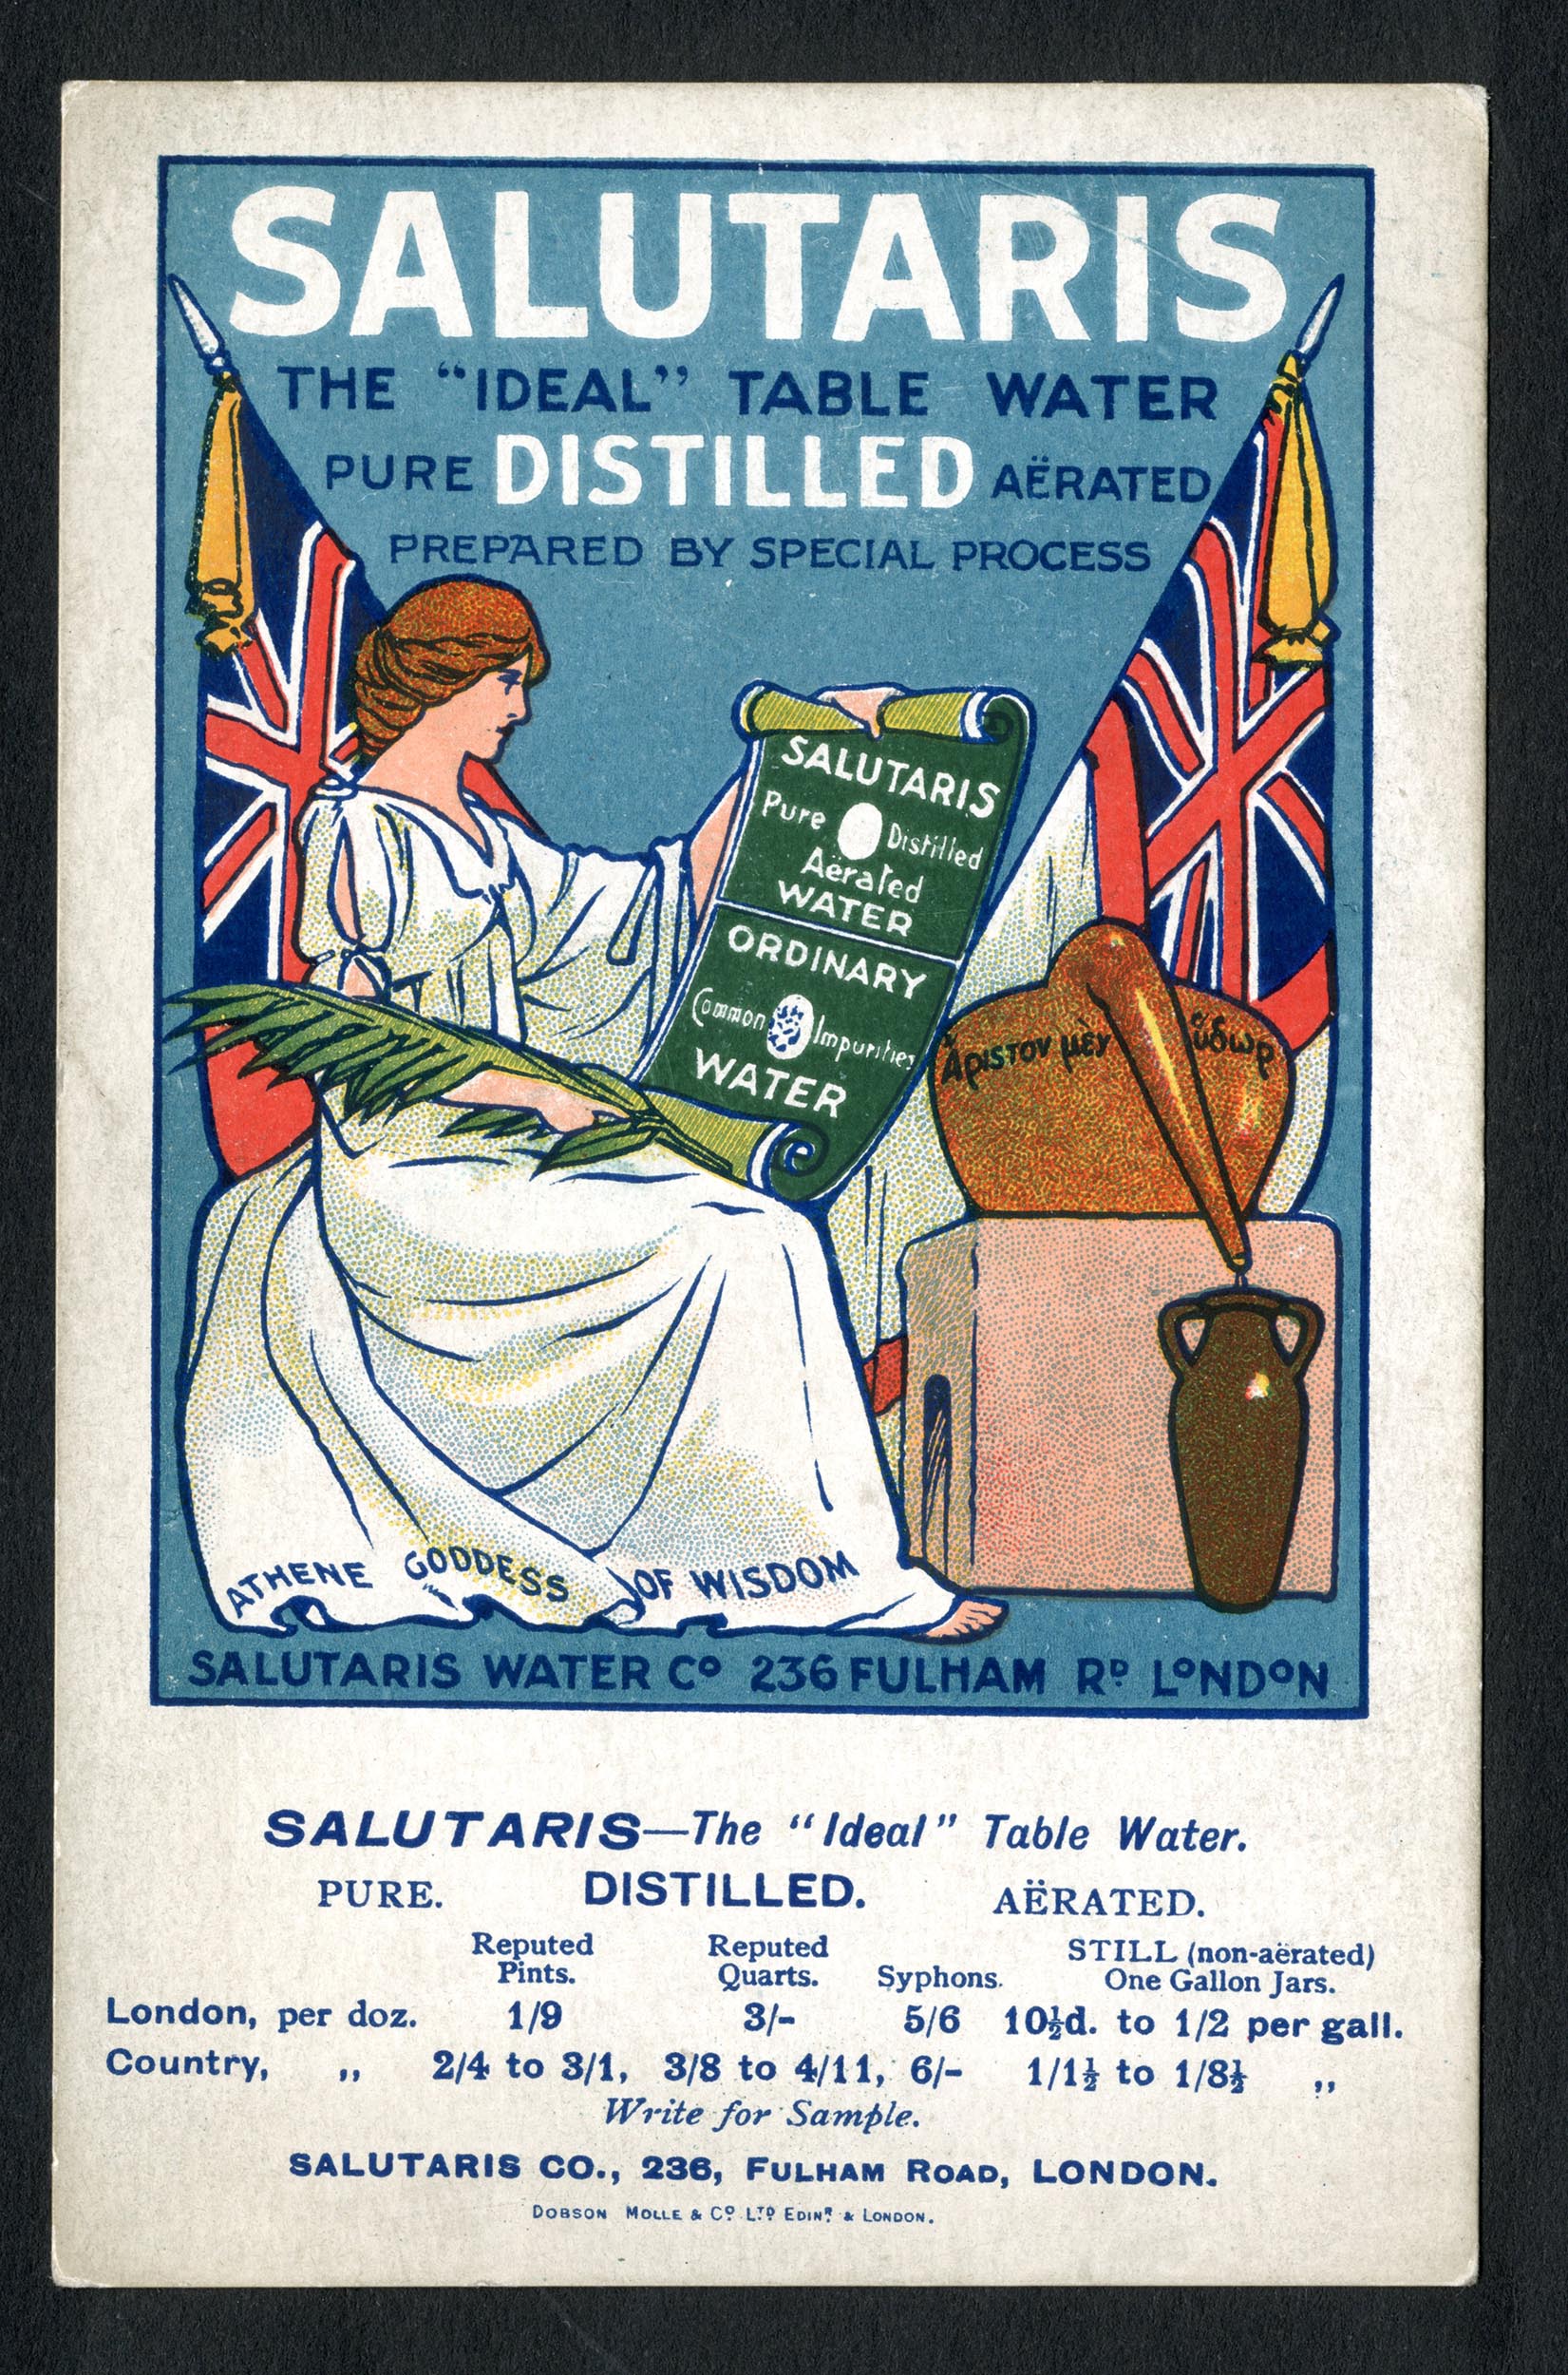 SALUTARIS
THE “IDEAL” TABLE WATER
PURE DISTILLED AËRATED
PREPARED BY SPECIAL PROCESS
SALUTARIS
Pure Distilled
Aërated
WATER
ORDINARY
Common Impurities
WATER
Ἄριστον μὲν ὕδωρ
ATHENE GODDESS OF WISDOM
SALUTARIS WATER Cº 236 FULHAM Rᴰ LONDON
SALUTARIS—The “Ideal” Table Water.
PURE. DISTILLED. AËRATED.
Reputed Pints. Reputed Quarts. Syphons. STILL (non-aërated) One Gallon Jars.
London, per doz. 1/9 3/- 5/6 10½d. to 1/2 per gall.
Country, ,, 2/4 to 3/1, 3/8 to 4/11, 6/- 1/1½ to 1/8½ ,,
Write for Sample.
SALUTARIS CO., 236, FULHAM ROAD, LONDON.
DOBSON MOLLE & Cº. Lᵀᴰ EDINᴿ. & LONDON.